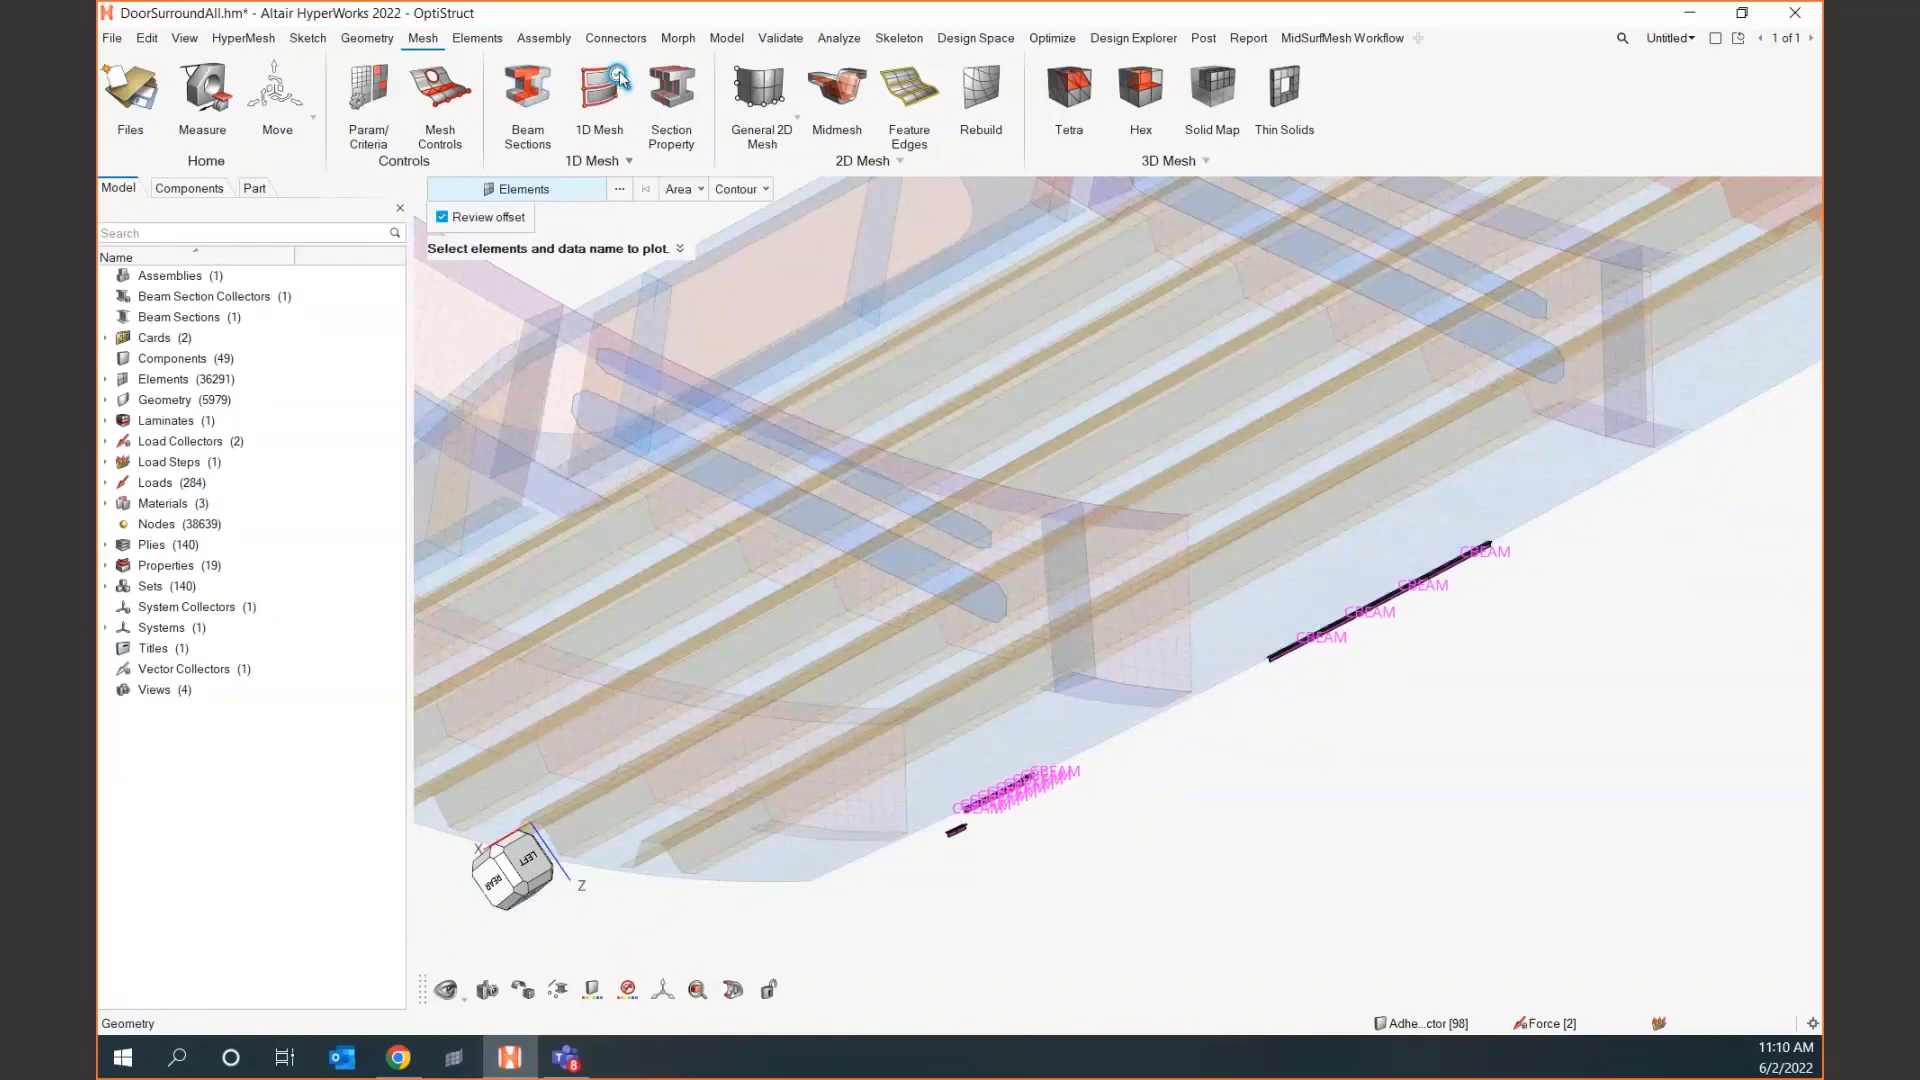 DoorSurroundAll.hm* - Altair HyperWorks 2022 - OptiStruct
File Edit View HyperMesh Sketch Geometry Mesh Elements Assembly Connectors Morph Model Validate Analyze Skeleton Design Space Optimize Design Explorer Post Report MidSurfMesh Workflow Untitled 1 of 1
Files Measure Move Param/ Criteria Mesh Controls Beam Sections 1D Mesh Section Property General 2D Mesh Midmesh Feature Edges Rebuild Tetra Hex Solid Map Thin Solids
Home Controls 1D Mesh 2D Mesh 3D Mesh
Model Components Part
Elements ... Area Contour
Review offset
Select elements and data name to plot.
Search
Name
Assemblies (1)
Beam Section Collectors (1)
Beam Sections (1)
Cards (2)
Components (49)
Elements (36291)
Geometry (5979)
Laminates (1)
Load Collectors (2)
Load Steps (1)
Loads (284)
Materials (3)
Nodes (38639)
Plies (140)
Properties (19)
Sets (140)
System Collectors (1)
Systems (1)
Titles (1)
Vector Collectors (1)
Views (4)
CBEAM
CBEAM
CBEAM
CBEAM
CBEAM
X
LEFT
REAR
Z
Geometry
Adhe...ctor [98] Force [2]
8
11:10 AM
6/2/2022